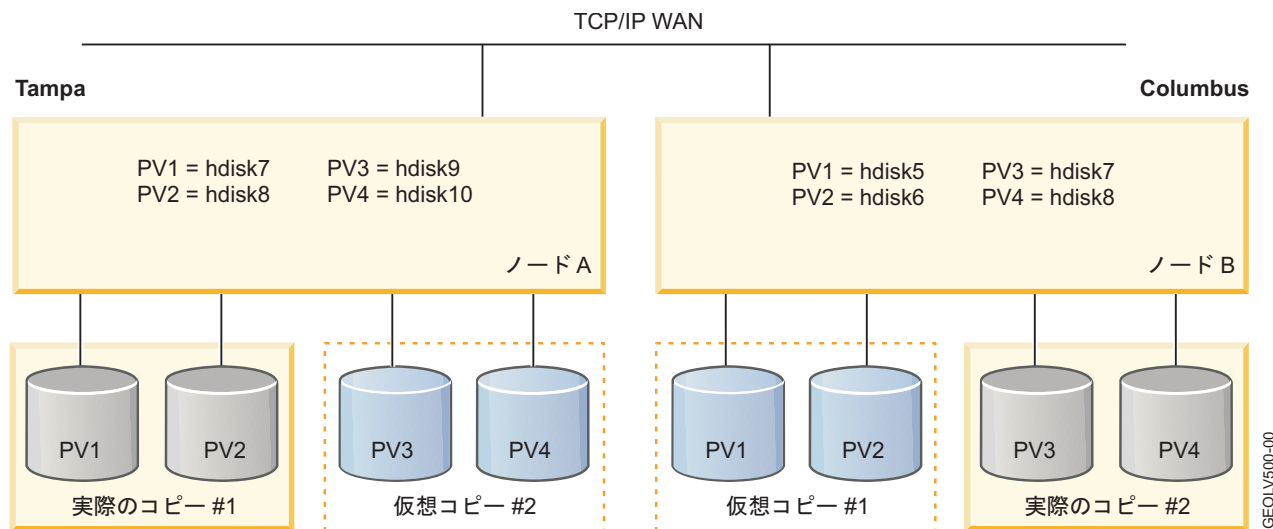 TCP/IP WAN
Tampa
Columbus
PV1 = hdisk7 PV3 = hdisk9
PV2 = hdisk8 PV4 = hdisk10
ノード A
PV1 = hdisk5 PV3 = hdisk7
PV2 = hdisk6 PV4 = hdisk8
ノード B
PV1
PV2
PV3
PV4
PV1
PV2
PV3
PV4
実際のコピー #1
仮想コピー #2
仮想コピー #1
実際のコピー #2
GEOLV500-00